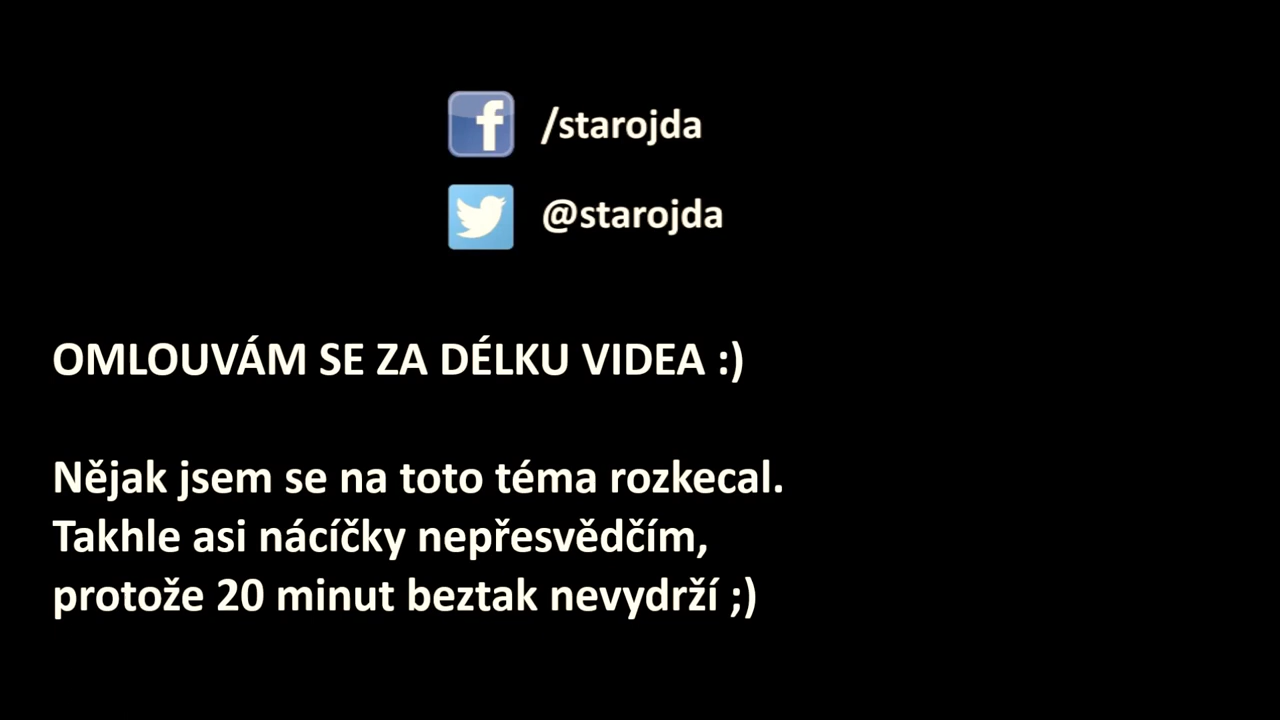 /starojda
@starojda
OMLOUVÁM SE ZA DÉLKU VIDEA :)
Nějak jsem se na toto téma rozkecal.
Takhle asi nácíčky nepřesvědčím,
protože 20 minut beztak nevydrží ;)